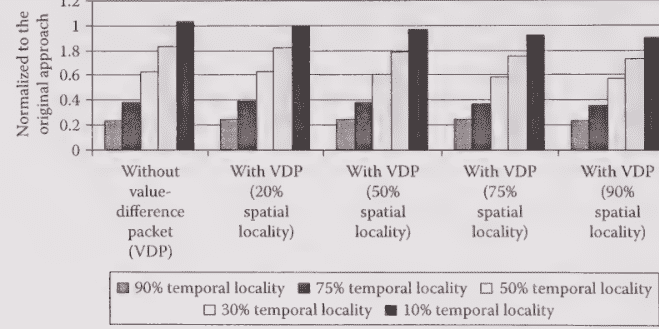 Normalized to the
original approach
1.2
1
1.8
0.6
0.4
0.2
0
Without
value-
difference
packet
(VDP)
With VDP
(20%
spatial
locality)
With VDP
(50%
spatial
locality)
With VDP
(75%
spatial
locality)
With VDP
(90%
spatial
locality)
90% temporal locality 75% temporal locality 50% temporal locality
30% temporal locality 10% temporal locality